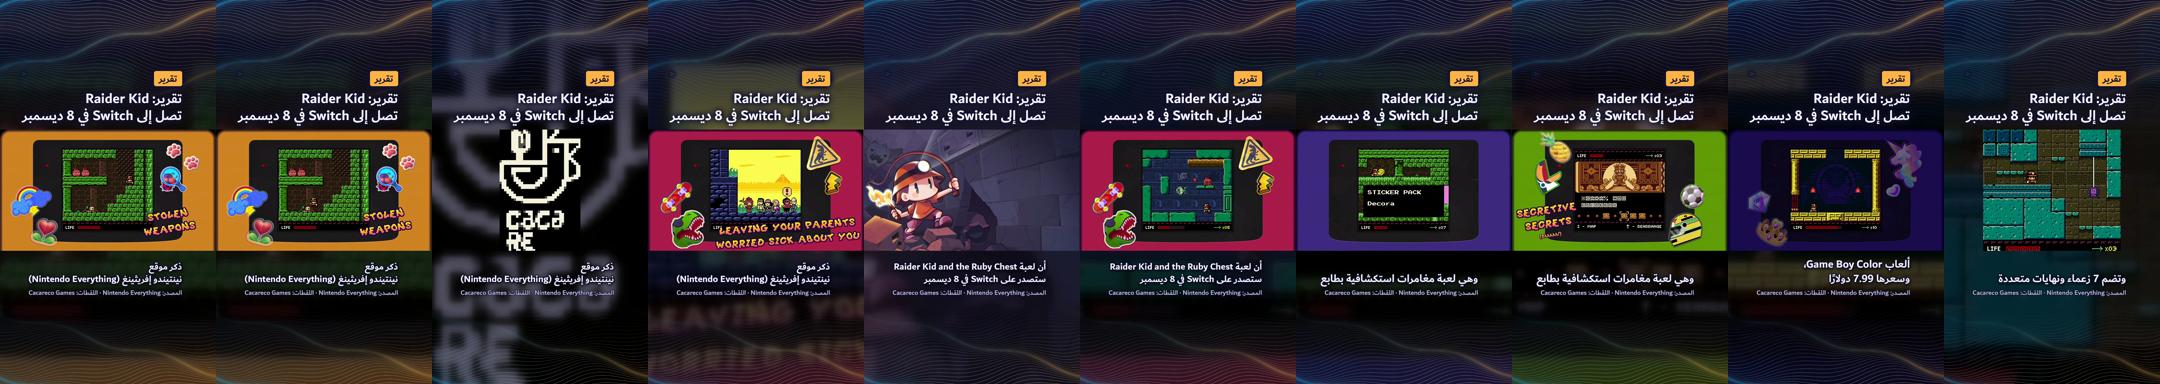 تقرير
تقرير: Raider Kid
تصل إلى Switch في 8 ديسمبر
STOLEN
WEAPONS
LIFE
ذكر موقع
نينتيندو إفريثينغ (Nintendo Everything)
المصدر: Nintendo Everything · اللقطات: Cacareco Games
تقرير
تقرير: Raider Kid
تصل إلى Switch في 8 ديسمبر
STOLEN
WEAPONS
LIFE
ذكر موقع
نينتيندو إفريثينغ (Nintendo Everything)
المصدر: Nintendo Everything · اللقطات: Cacareco Games
تقرير
تقرير: Raider Kid
تصل إلى Switch في 8 ديسمبر
caca
RE
ذكر موقع
نينتيندو إفريثينغ (Nintendo Everything)
المصدر: Nintendo Everything · اللقطات: Cacareco Games
تقرير
تقرير: Raider Kid
تصل إلى Switch في 8 ديسمبر
LEAVING YOUR PARENTS
WORRIED SICK ABOUT YOU
ذكر موقع
نينتيندو إفريثينغ (Nintendo Everything)
المصدر: Nintendo Everything · اللقطات: Cacareco Games
تقرير
تقرير: Raider Kid
تصل إلى Switch في 8 ديسمبر
أن لعبة Raider Kid and the Ruby Chest
ستصدر على Switch في 8 ديسمبر
المصدر: Nintendo Everything · اللقطات: Cacareco Games
تقرير
تقرير: Raider Kid
تصل إلى Switch في 8 ديسمبر
LIFE
أن لعبة Raider Kid and the Ruby Chest
ستصدر على Switch في 8 ديسمبر
المصدر: Nintendo Everything · اللقطات: Cacareco Games
تقرير
تقرير: Raider Kid
تصل إلى Switch في 8 ديسمبر
STICKER PACK
Decora
LIFE
وهي لعبة مغامرات استكشافية بطابع
المصدر: Nintendo Everything · اللقطات: Cacareco Games
تقرير
تقرير: Raider Kid
تصل إلى Switch في 8 ديسمبر
LIFE
SECRETIVE
SECRETS
وهي لعبة مغامرات استكشافية بطابع
المصدر: Nintendo Everything · اللقطات: Cacareco Games
تقرير
تقرير: Raider Kid
تصل إلى Switch في 8 ديسمبر
LIFE
ألعاب Game Boy Color،
وسعرها 7.99 دولارًا
المصدر: Nintendo Everything · اللقطات: Cacareco Games
تقرير
تقرير: Raider Kid
تصل إلى Switch في 8 ديسمبر
LIFE
وتضم 7 زعماء ونهايات متعددة
المصدر: Nintendo Everything · اللقطات: Cacareco Games